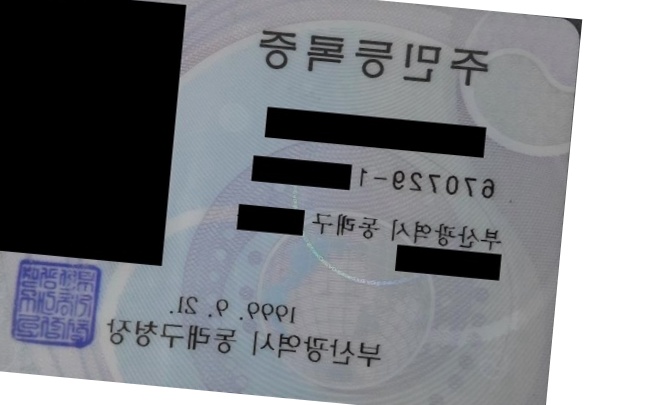 주민등록증
670729-1
부산광역시 동래구
1999. 9. 21.
부산광역시 동래구청장